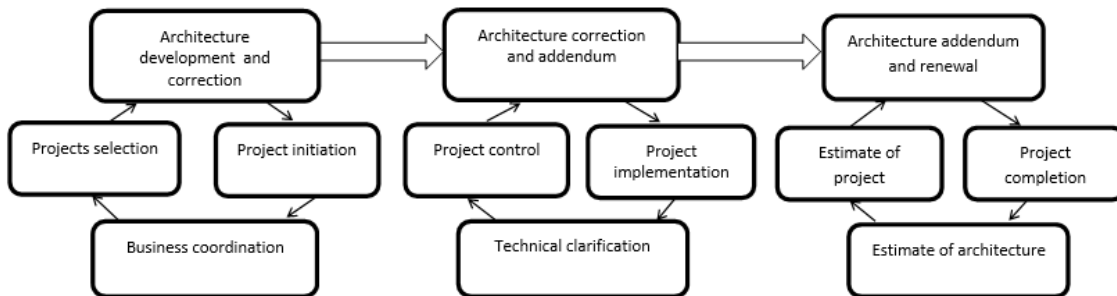 Architecture
development and
correction
Architecture correction
and addendum
Architecture addendum
and renewal
Projects selection
Project initiation
Project control
Project
implementation
Estimate of
project
Project
completion
Business coordination
Technical clarification
Estimate of architecture